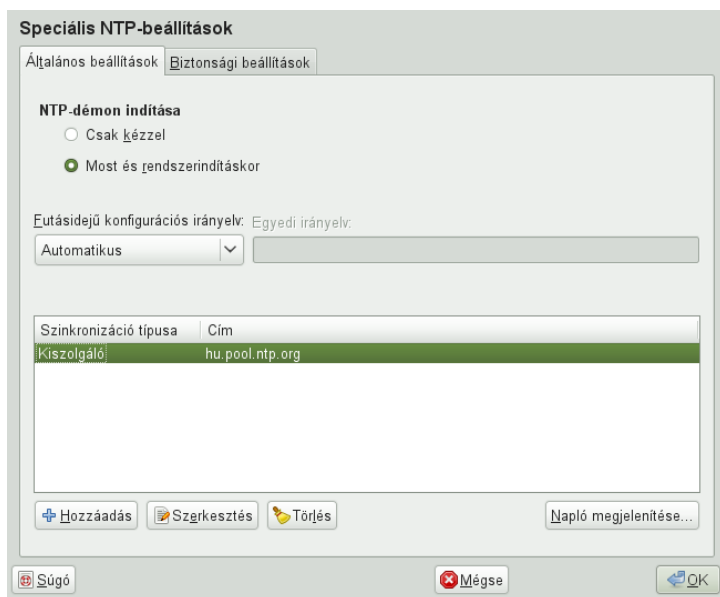 Speciális NTP-beállítások
Általános beállítások Biztonsági beállítások
NTP-démon indítása
Csak kézzel
Most és rendszerindításkor
Futásidejű konfigurációs irányelv: Egyedi irányelv:
Automatikus
Szinkronizáció típusa Cím
Kiszolgáló hu.pool.ntp.org
Hozzáadás Szerkesztés Törlés Napló megjelenítése...
Súgó Mégse OK